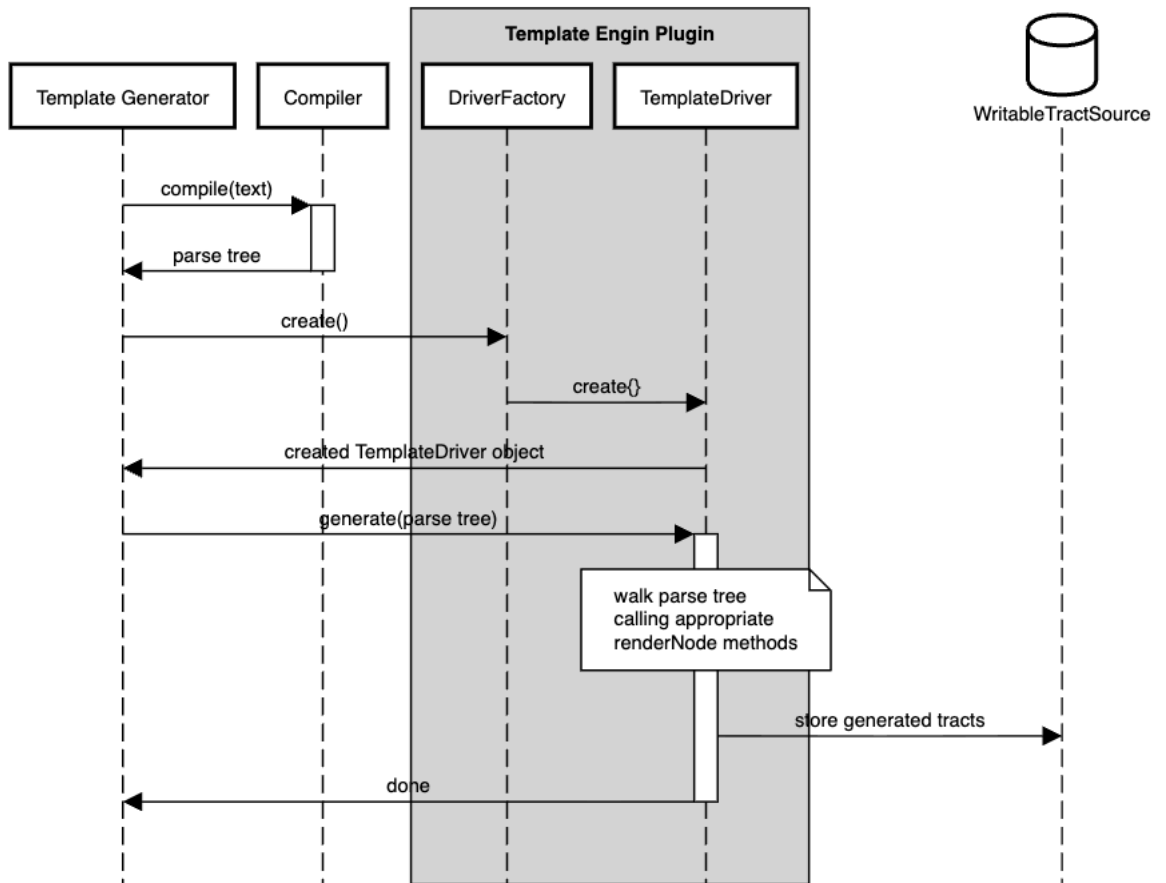 Template Engin Plugin
Template Generator
Compiler
DriverFactory
TemplateDriver
WritableTractSource
compile(text)
parse tree
create()
create{}
created TemplateDriver object
generate(parse tree)
walk parse tree
calling appropriate
renderNode methods
store generated tracts
done